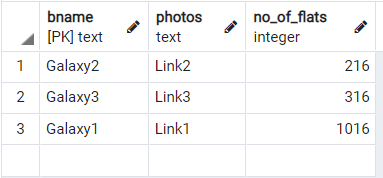 bname photos no_of_flats
[PK] text text integer
1 Galaxy2 Link2 216
2 Galaxy3 Link3 316
3 Galaxy1 Link1 1016